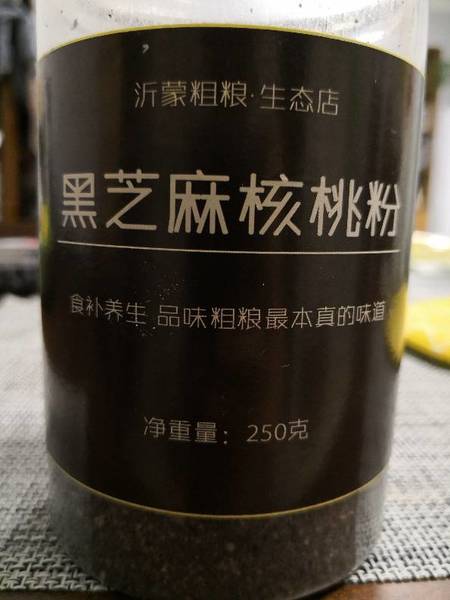 沂蒙粗粮·生态店
黑芝麻核桃粉
食补养生 品味粗粮最本真的味道
净重量：250克